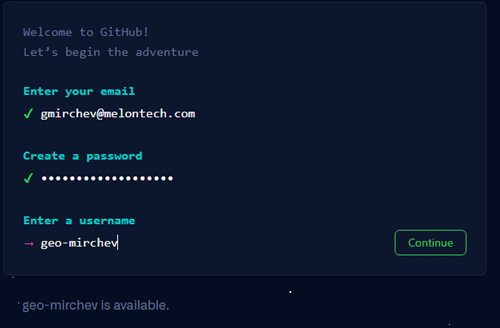 Welcome to GitHub!
Let's begin the adventure
Enter your email
✓ gmirchev@melontech.com
Create a password
✓ •••••••••••••••••••
Enter a username
→ geo-mirchev
Continue
geo-mirchev is available.